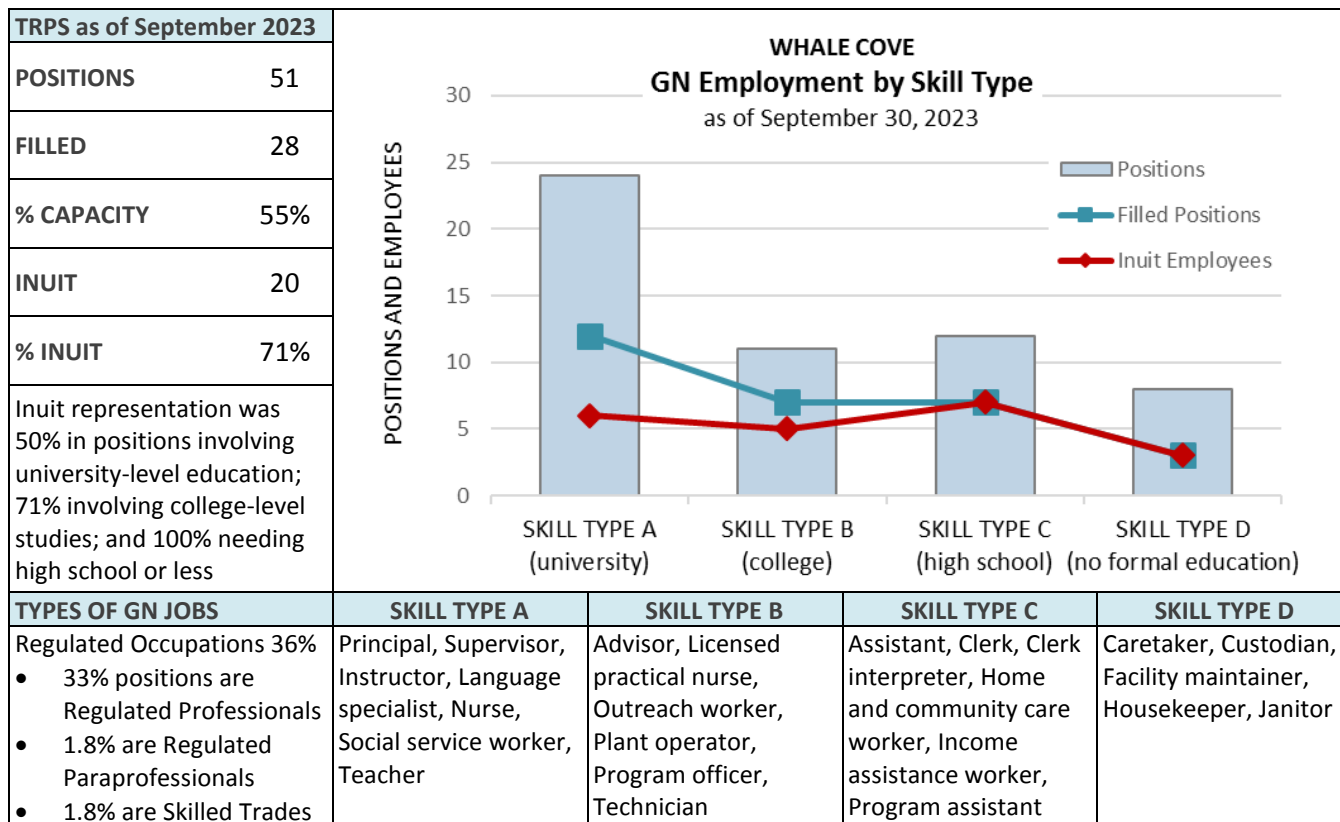 TRPS as of September 2023
POSITIONS 51
FILLED 28
% CAPACITY 55%
INUIT 20
% INUIT 71%
Inuit representation was
50% in positions involving
university-level education;
71% involving college-level
studies; and 100% needing
high school or less
WHALE COVE
GN Employment by Skill Type
as of September 30, 2023
POSITIONS AND EMPLOYEES
30
25
20
15
10
5
0
Positions
Filled Positions
Inuit Employees
SKILL TYPE A
(university)
SKILL TYPE B
(college)
SKILL TYPE C
(high school)
SKILL TYPE D
(no formal education)
TYPES OF GN JOBS
Regulated Occupations 36%
• 33% positions are
Regulated Professionals
• 1.8% are Regulated
Paraprofessionals
• 1.8% are Skilled Trades
SKILL TYPE A
Principal, Supervisor,
Instructor, Language
specialist, Nurse,
Social service worker,
Teacher
SKILL TYPE B
Advisor, Licensed
practical nurse,
Outreach worker,
Plant operator,
Program officer,
Technician
SKILL TYPE C
Assistant, Clerk, Clerk
interpreter, Home
and community care
worker, Income
assistance worker,
Program assistant
SKILL TYPE D
Caretaker, Custodian,
Facility maintainer,
Housekeeper, Janitor